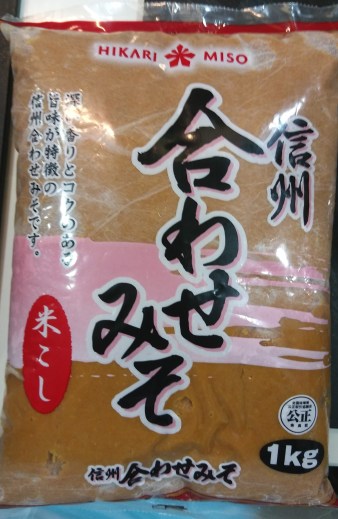 HIKARI MISO
信州
合わせ
みそ
深い香りとコクのある
旨味が特徴の
信州合わせみそです。
米こし
公正
1kg
信州 合わせみそ